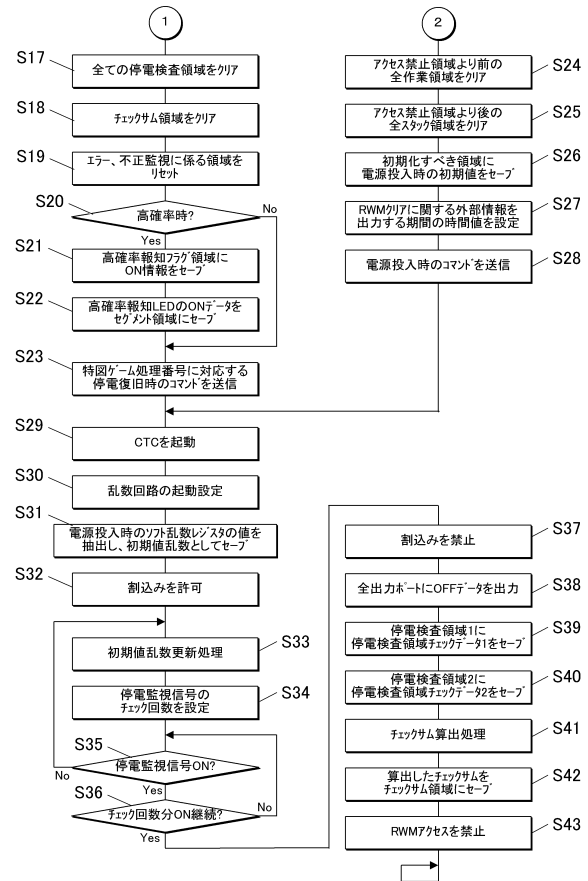 1
S17
全ての停電検査領域をクリア
S18
チェックサム領域をクリア
S19
エラー、不正監視に係る領域を
リセット
S20
高確率時?
No
Yes
S21
高確率報知フラグ領域に
ON情報をセーブ
S22
高確率報知LEDのONデータを
セグメント領域にセーブ
S23
特図ゲーム処理番号に対応する
停電復旧時のコマンドを送信
2
アクセス禁止領域より前の
全作業領域をクリア
S24
アクセス禁止領域より後の
全スタック領域をクリア
S25
初期化すべき領域に
電源投入時の初期値をセーブ
S26
RWMクリアに関する外部情報を
出力する期間の時間値を設定
S27
電源投入時のコマンドを送信
S28
S29
CTCを起動
S30
乱数回路の起動設定
S31
電源投入時のソフト乱数レジスタの値を
抽出し、初期値乱数としてセーブ
S32
割込みを許可
初期値乱数更新処理
S33
停電監視信号の
チェック回数を設定
S34
S35
停電監視信号ON?
No
Yes
S36
チェック回数分ON継続?
No
Yes
割込みを禁止
S37
全出力ポートにOFFデータを出力
S38
停電検査領域1に
停電検査領域チェックデータ1をセーブ
S39
停電検査領域2に
停電検査領域チェックデータ2をセーブ
S40
チェックサム算出処理
S41
算出したチェックサムを
チェックサム領域にセーブ
S42
RWMアクセスを禁止
S43